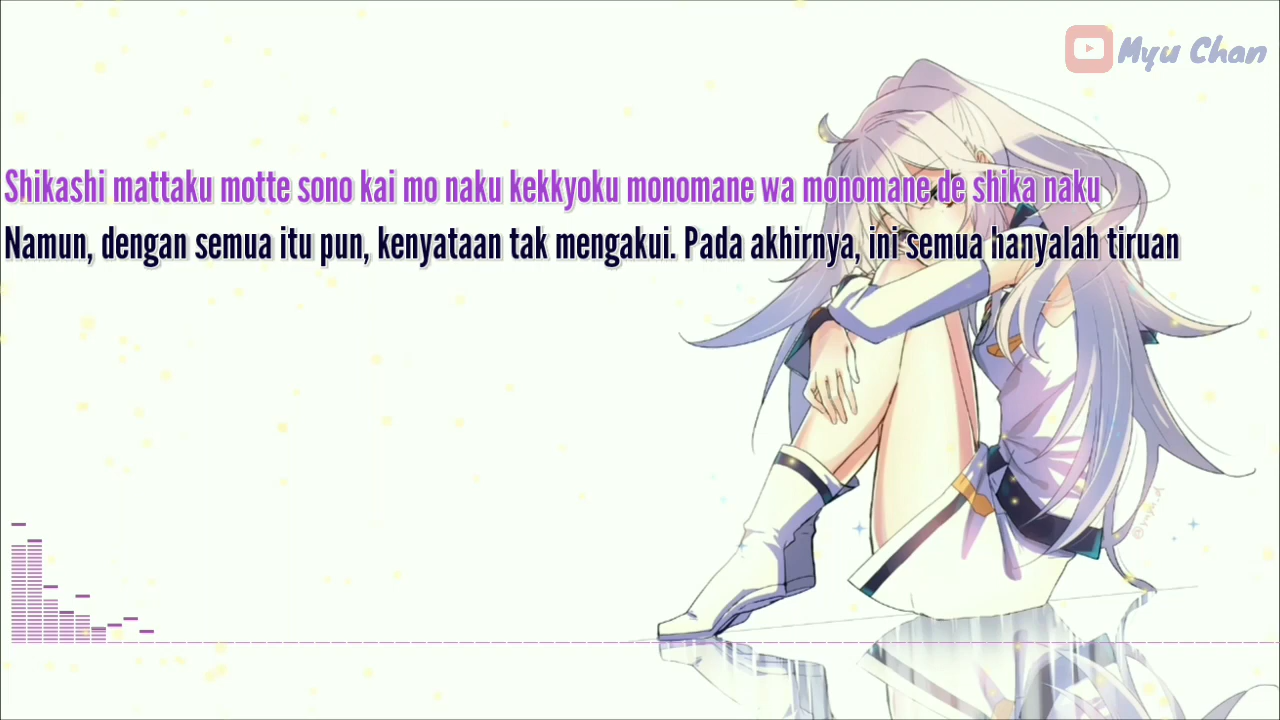 Myu Chan
Shikashi mattaku motte sono kai mo naku kekkyoku monomane wa monomane de shika naku
Namun, dengan semua itu pun, kenyataan tak mengakui. Pada akhirnya, ini semua hanyalah tiruan